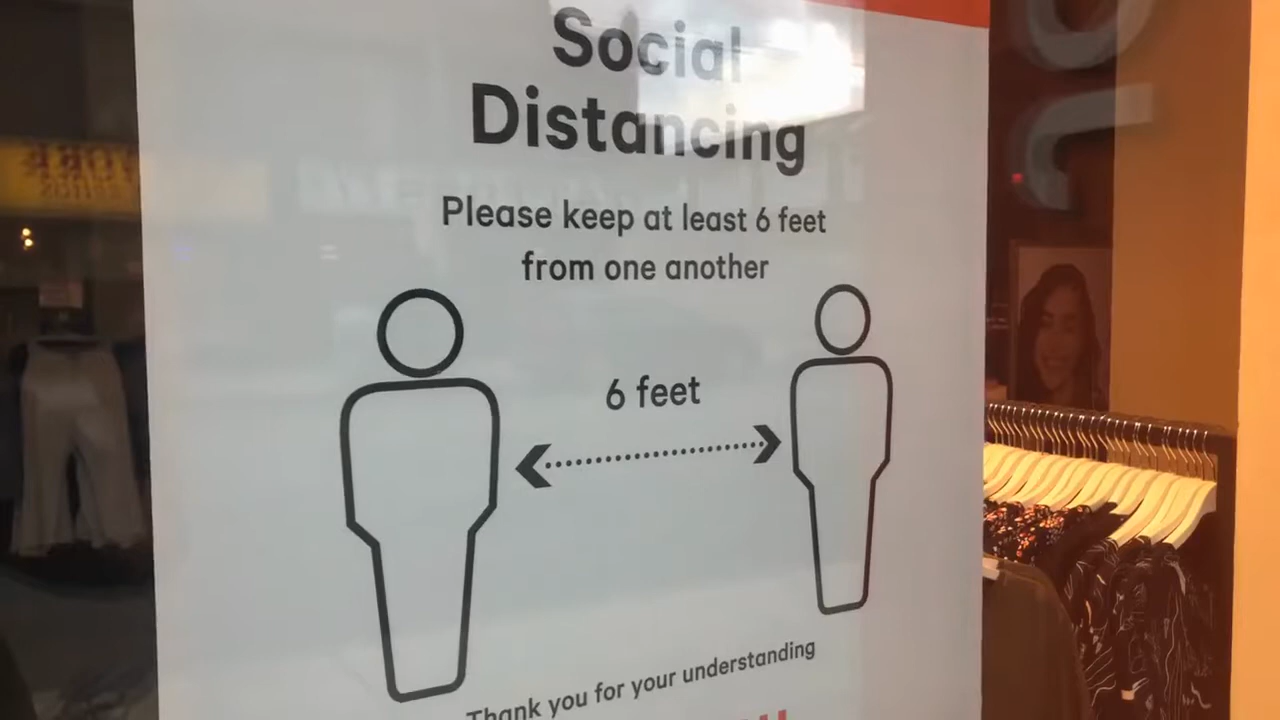 Social
Distancing
Please keep at least 6 feet
from one another
6 feet
Thank you for your understanding